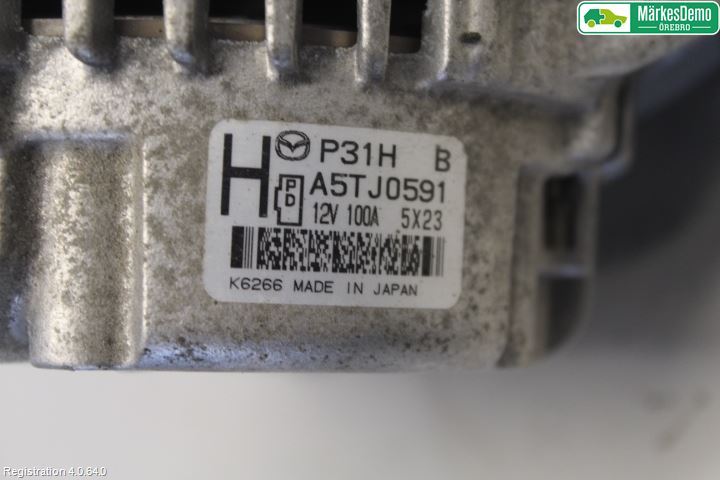 MärkesDemo
ÖREBRO
H P31H B
P D A5TJ0591
12V 100A 5X23
K6266 MADE IN JAPAN
Registration 4.0.64.0